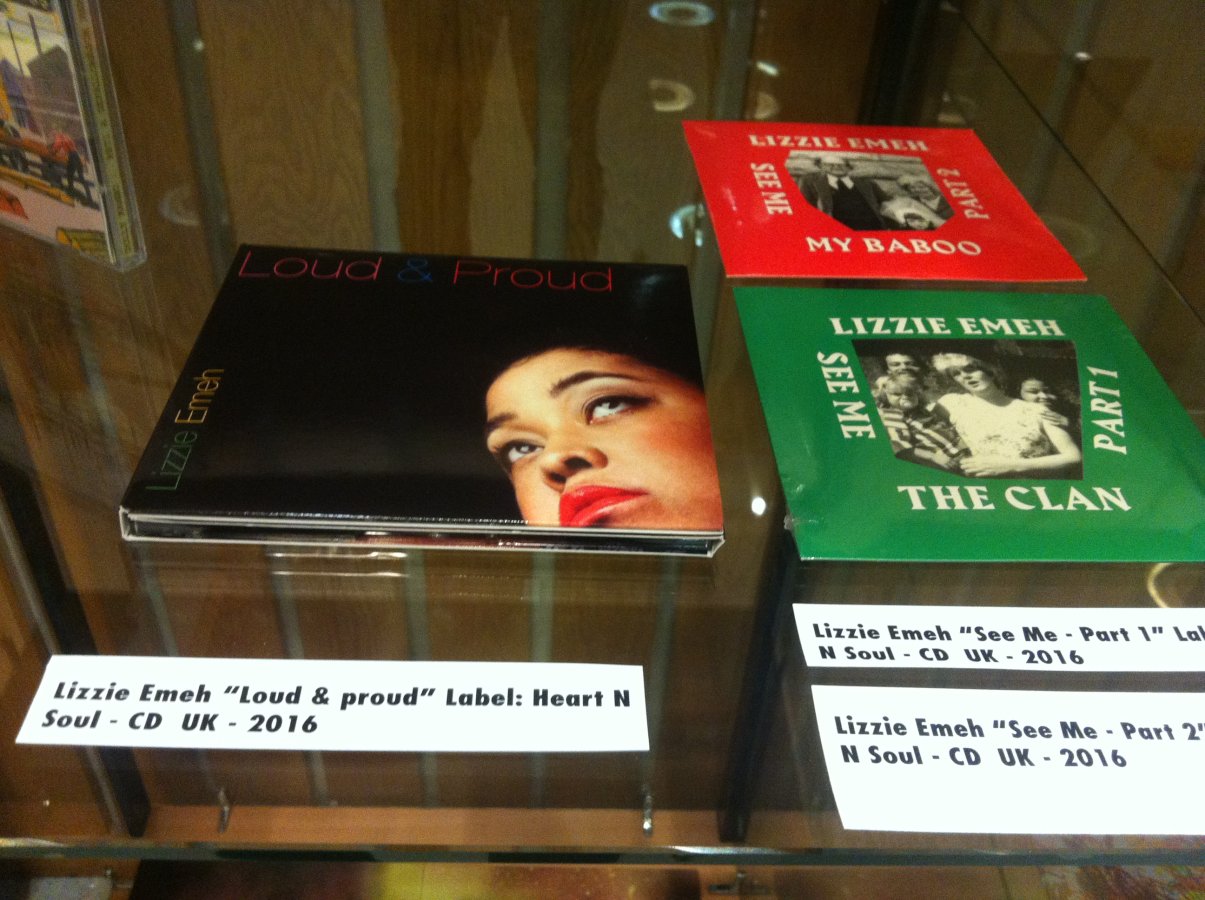 Loud & Proud
Lizzie Emeh
LIZZIE EMEH
SEE ME
PART 2
MY BABOO
LIZZIE EMEH
SEE ME
PART 1
THE CLAN
Lizzie Emeh “Loud & proud” Label: Heart N
Soul - CD UK - 2016
Lizzie Emeh “See Me - Part 1” Lal
N Soul - CD UK - 2016
Lizzie Emeh “See Me - Part 2”
N Soul - CD UK - 2016